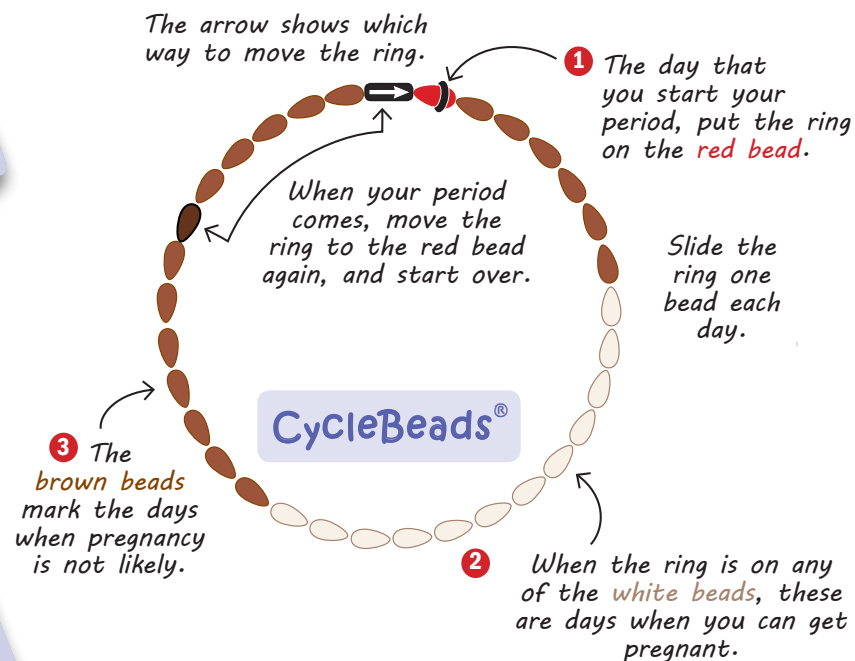 The arrow shows which
way to move the ring.
1 The day that
you start your
period, put the ring
on the red bead.
When your period
comes, move the
ring to the red bead
again, and start over.
Slide the
ring one
bead each
day.
CycleBeads®
3 The
brown beads
mark the days
when pregnancy
is not likely.
2 When the ring is on any
of the white beads, these
are days when you can get
pregnant.